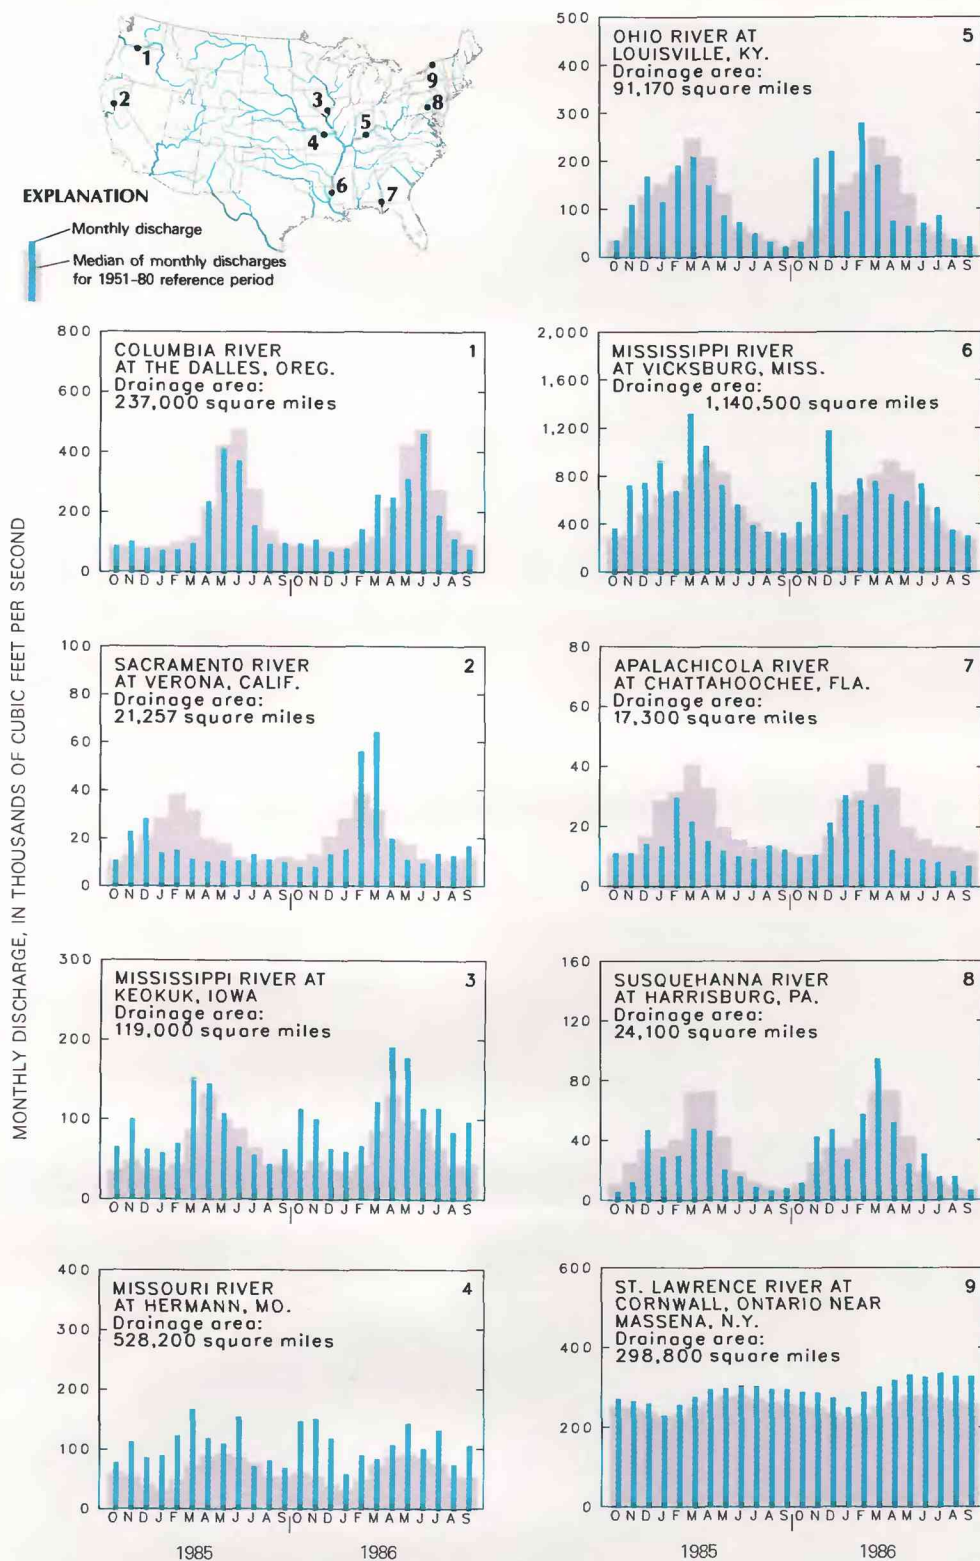 1
2
3
4
5
6
7
8
9
EXPLANATION
Monthly discharge
Median of monthly discharges
for 1951–80 reference period
MONTHLY DISCHARGE, IN THOUSANDS OF CUBIC FEET PER SECOND
800
600
400
200
0
COLUMBIA RIVER
1
AT THE DALLES, OREG.
Drainage area:
237,000 square miles
O N D J F M A M J J A S O N D J F M A M J J A S
100
80
60
40
20
0
SACRAMENTO RIVER
2
AT VERONA, CALIF.
Drainage area:
21,257 square miles
O N D J F M A M J J A S O N D J F M A M J J A S
300
200
100
0
MISSISSIPPI RIVER AT
3
KEOKUK, IOWA
Drainage area:
119,000 square miles
O N D J F M A M J J A S O N D J F M A M J J A S
400
300
200
100
0
MISSOURI RIVER
4
AT HERMANN, MO.
Drainage area:
528,200 square miles
O N D J F M A M J J A S O N D J F M A M J J A S
1985
1986
500
400
300
200
100
0
OHIO RIVER AT
5
LOUISVILLE, KY.
Drainage area:
91,170 square miles
O N D J F M A M J J A S O N D J F M A M J J A S
2,000
1,600
1,200
800
400
0
MISSISSIPPI RIVER
6
AT VICKSBURG, MISS.
Drainage area:
1,140,500 square miles
O N D J F M A M J J A S O N D J F M A M J J A S
80
60
40
20
0
APALACHICOLA RIVER
7
AT CHATTAHOOCHEE, FLA.
Drainage area:
17,300 square miles
O N D J F M A M J J A S O N D J F M A M J J A S
160
120
80
40
0
SUSQUEHANNA RIVER
8
AT HARRISBURG, PA.
Drainage area:
24,100 square miles
O N D J F M A M J J A S O N D J F M A M J J A S
600
400
200
0
ST. LAWRENCE RIVER AT
9
CORNWALL, ONTARIO NEAR
MASSENA, N.Y.
Drainage area:
298,800 square miles
O N D J F M A M J J A S O N D J F M A M J J A S
1985
1986